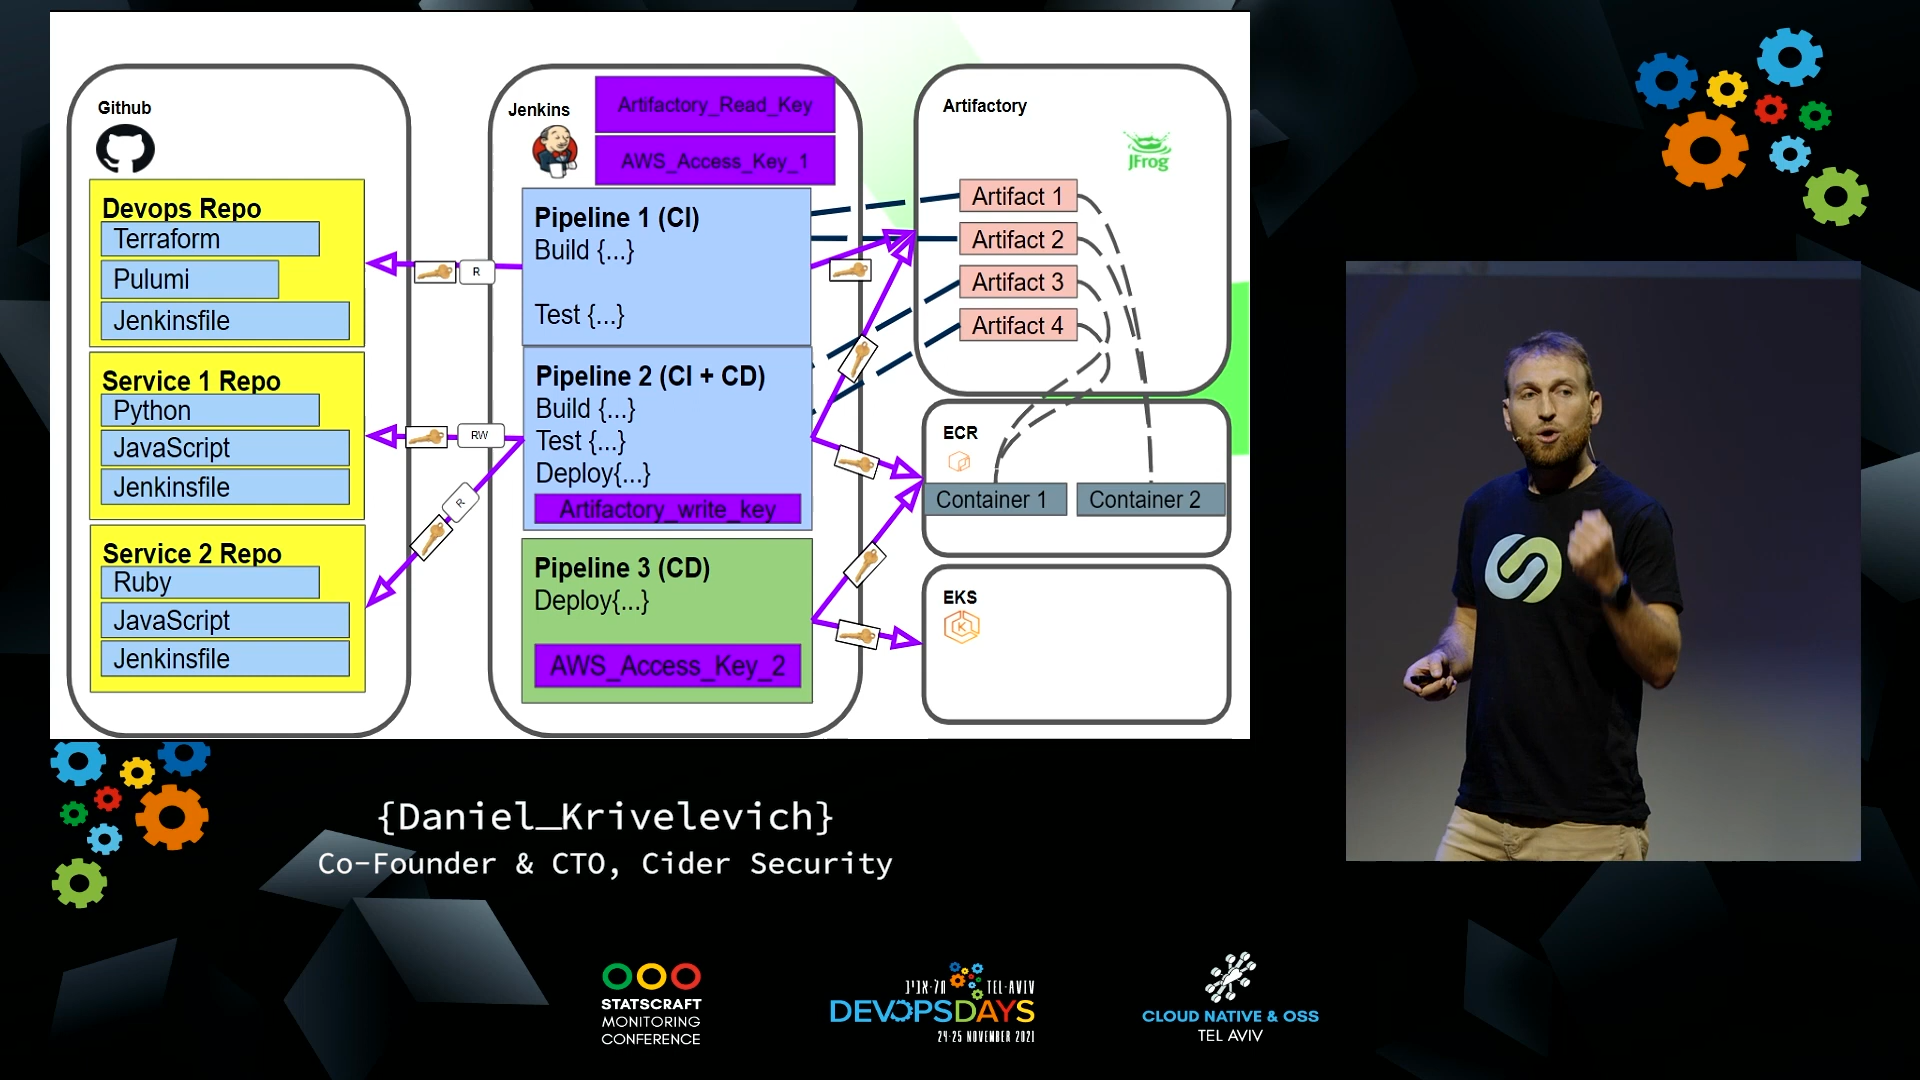 Github
Devops Repo
Terraform
Pulumi
Jenkinsfile
Service 1 Repo
Python
JavaScript
Jenkinsfile
Service 2 Repo
Ruby
JavaScript
Jenkinsfile
R
RW
R
Jenkins
Artifactory_Read_Key
AWS_Access_Key_1
Pipeline 1 (CI)
Build {...}
Test {...}
Pipeline 2 (CI + CD)
Build {...}
Test {...}
Deploy{...}
Artifactory_write_key
Pipeline 3 (CD)
Deploy{...}
AWS_Access_Key_2
Artifactory
JFrog
Artifact 1
Artifact 2
Artifact 3
Artifact 4
ECR
Container 1
Container 2
EKS
K
{Daniel_Krivelevich}
Co-Founder & CTO, Cider Security
STATSCRAFT
MONITORING
CONFERENCE
תל-אביב TEL-AVIV
DEVOPSDAYS
24-25 NOVEMBER 2021
CLOUD NATIVE & OSS
TEL AVIV